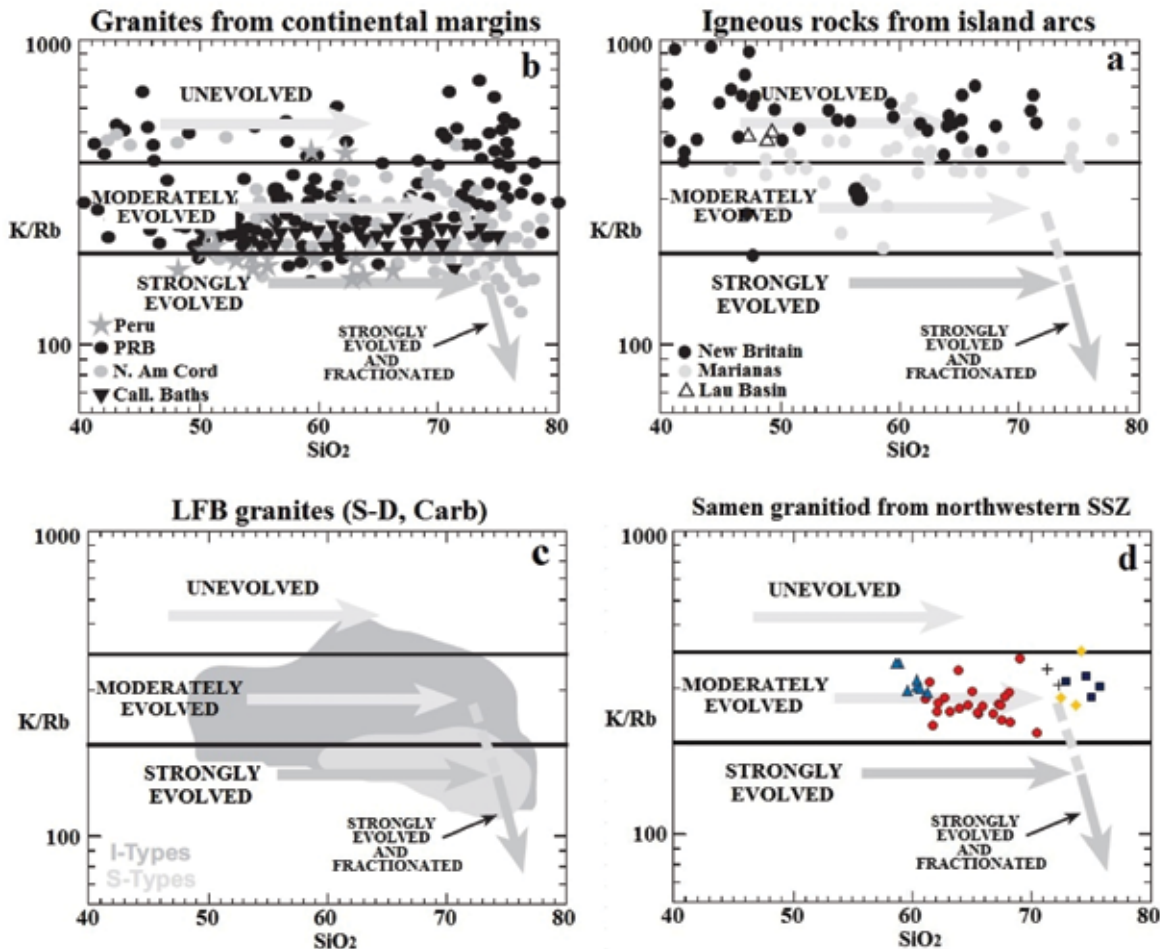 Granites from continental margins
1000
b
UNEVOLVED
MODERATELY
EVOLVED
K/Rb
STRONGLY
EVOLVED
Peru
PRB
N. Am Cord
Call. Baths
100
STRONGLY
EVOLVED
AND
FRACTIONATED
40 50 60 70 80
SiO2
Igneous rocks from island arcs
1000
a
UNEVOLVED
MODERATELY
EVOLVED
K/Rb
STRONGLY
EVOLVED
100
New Britain
Marianas
Lau Basin
STRONGLY
EVOLVED
AND
FRACTIONATED
40 50 60 70 80
SiO2
LFB granites (S-D, Carb)
1000
c
UNEVOLVED
MODERATELY
EVOLVED
K/Rb
STRONGLY
EVOLVED
100
STRONGLY
EVOLVED
AND
FRACTIONATED
I-Types
S-Types
40 50 60 70 80
SiO2
Samen granitiod from northwestern SSZ
1000
d
UNEVOLVED
MODERATELY
EVOLVED
K/Rb
STRONGLY
EVOLVED
100
STRONGLY
EVOLVED
AND
FRACTIONATED
40 50 60 70 80
SiO2